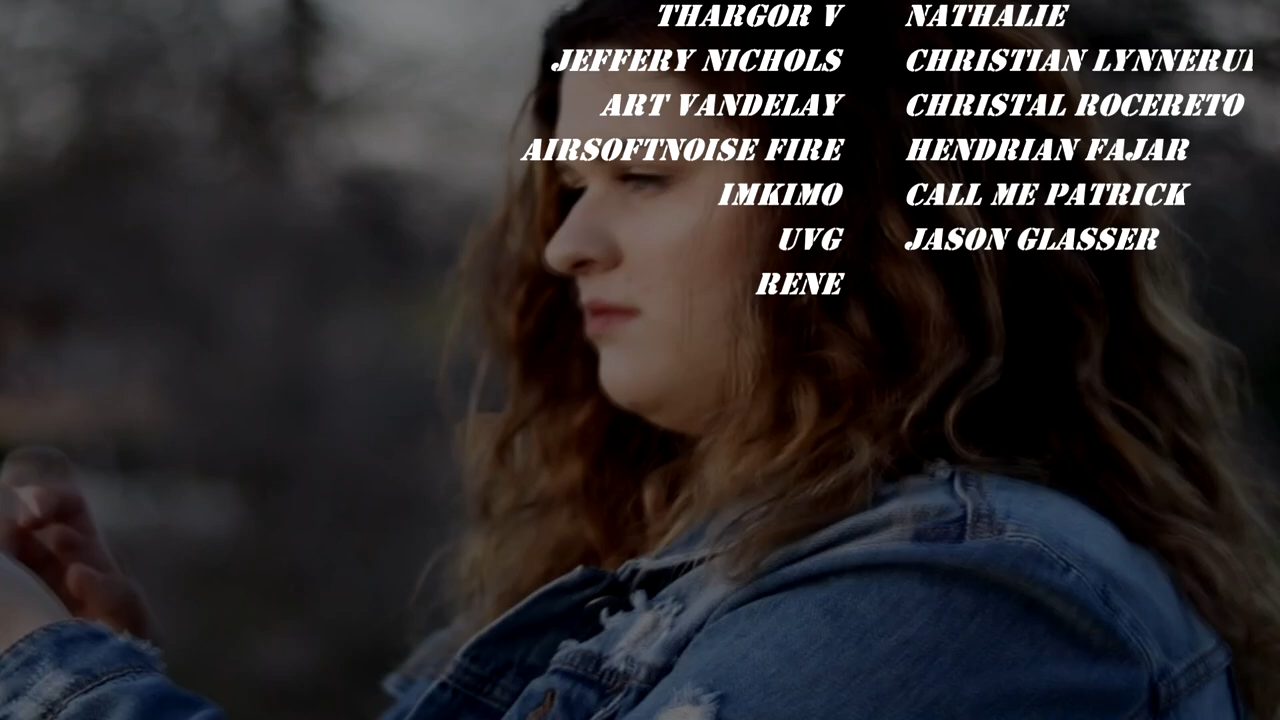 THARGOR V NATHALIE
JEFFERY NICHOLS CHRISTIAN
ART VANDELAY CHRISTAL ROCERETO
AIRSOFTNOISE FIRE HENDRIAN FAJAR
IMKIMO CALL ME PATRICK
UVG JASON GLASSER
RENE